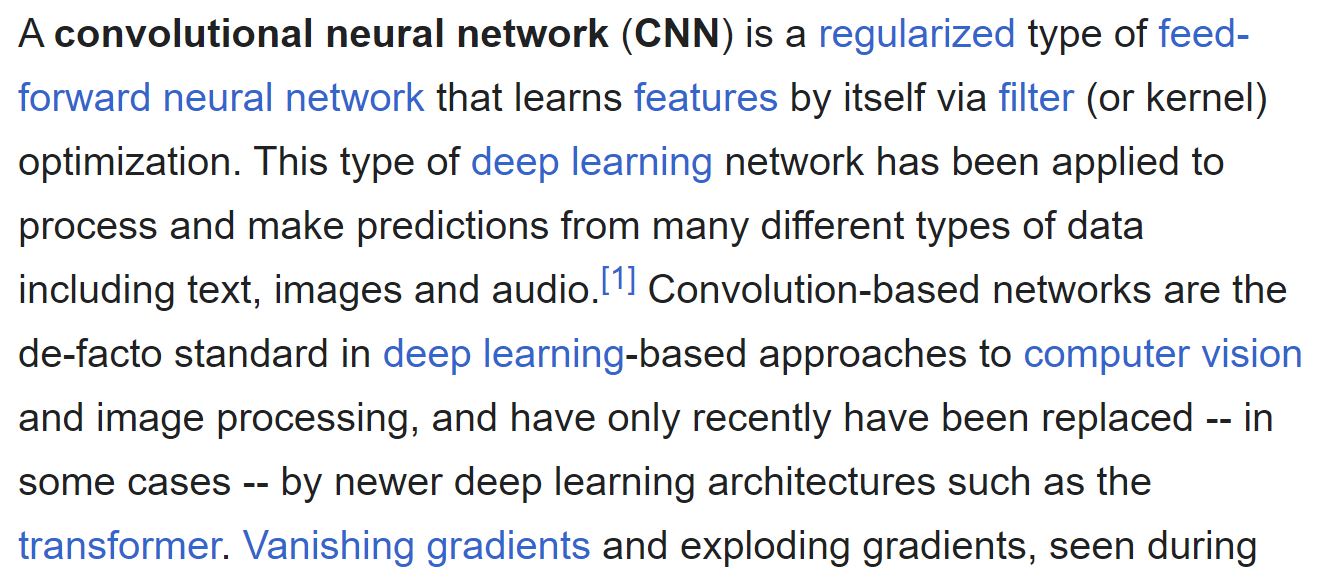 A convolutional neural network (CNN) is a regularized type of feed-
forward neural network that learns features by itself via filter (or kernel)
optimization. This type of deep learning network has been applied to
process and make predictions from many different types of data
including text, images and audio.[1] Convolution-based networks are the
de-facto standard in deep learning-based approaches to computer vision
and image processing, and have only recently have been replaced -- in
some cases -- by newer deep learning architectures such as the
transformer. Vanishing gradients and exploding gradients, seen during